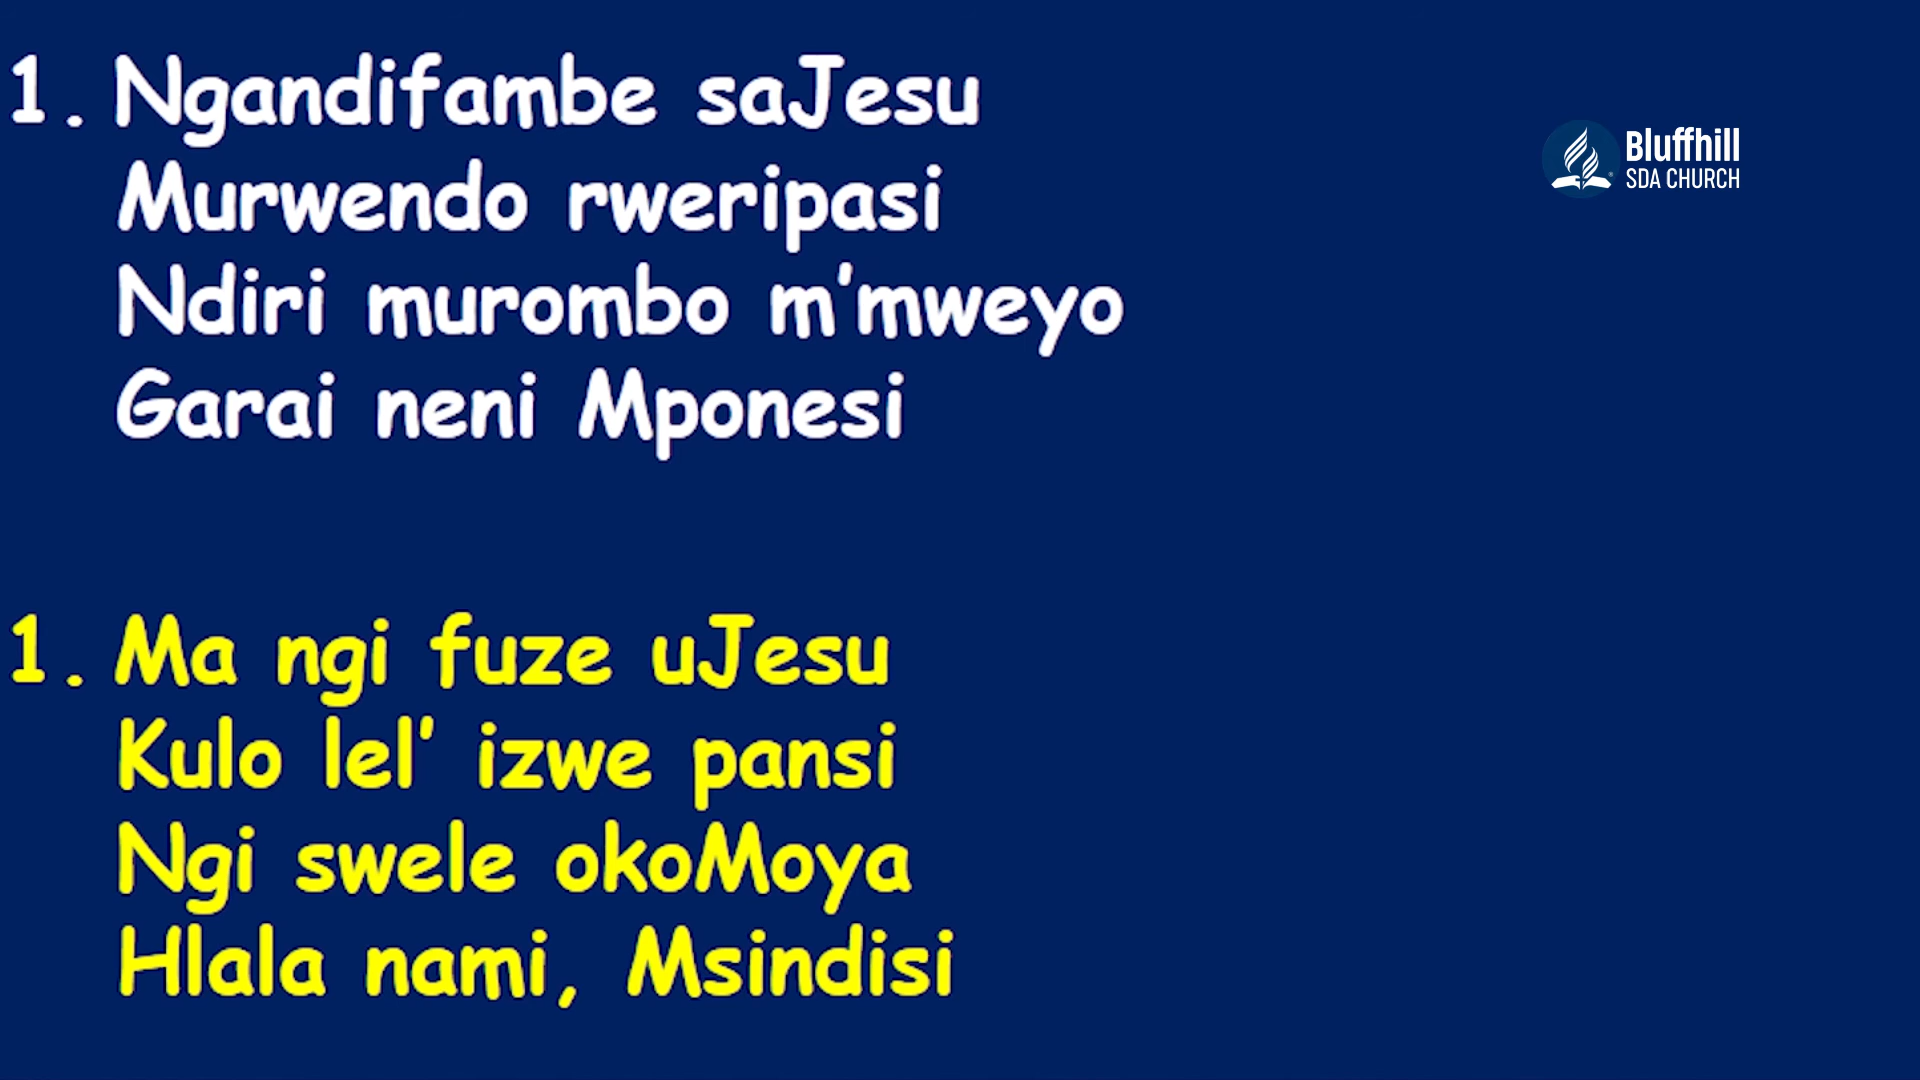 1. Ngandifambe saJesu
Murwendo rweripasi
Ndiri murombo m'mweyo
Garai neni Mponesi
Bluffhill
SDA CHURCH
1. Ma ngi fuze uJesu
Kulo lel' izwe pansi
Ngi swele okoMoya
Hlala nami, Msindisi